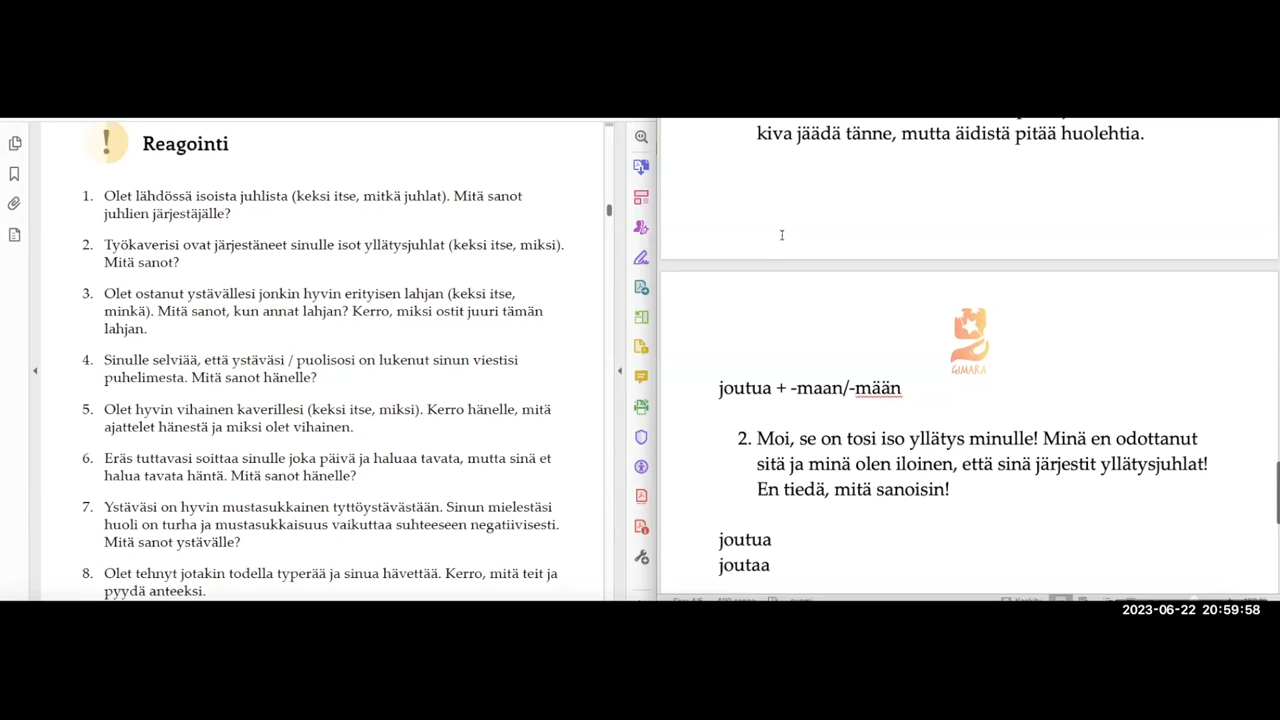 Reagointi
1. Olet lähdössä isoista juhlista (keksi itse, mitkä juhlat). Mitä sanot
juhlien järjestäjälle?
2. Työkaverisi ovat järjestäneet sinulle isot yllätysjuhlat (keksi itse, miksi).
Mitä sanot?
3. Olet ostanut ystävällesi jonkin hyvin erityisen lahjan (keksi itse,
minkä). Mitä sanot, kun annat lahjan? Kerro, miksi ostit juuri tämän
lahjan.
4. Sinulle selviää, että ystäväsi / puolisosi on lukenut sinun viestisi
puhelimesta. Mitä sanot hänelle?
5. Olet hyvin vihainen kaverillesi (keksi itse, miksi). Kerro hänelle, mitä
ajattelet hänestä ja miksi olet vihainen.
6. Eräs tuttavasi soittaa sinulle joka päivä ja haluaa tavata, mutta sinä et
halua tavata häntä. Mitä sanot hänelle?
7. Ystäväsi on hyvin mustasukkainen tyttöystävästään. Sinun mielestäsi
huoli on turha ja mustasukkaisuus vaikuttaa suhteeseen negatiivisesti.
Mitä sanot ystävälle?
8. Olet tehnyt jotakin todella typerää ja sinua hävettää. Kerro, mitä teit ja
pyydä anteeksi.
kiva jäädä tänne, mutta äidistä pitää huolehtia.
GIMARA
joutua + -maan/-mään
2. Moi, se on tosi iso yllätys minulle! Minä en odottanut
sitä ja minä olen iloinen, että sinä järjestit yllätysjuhlat!
En tiedä, mitä sanoisin!
joutua
joutaa
2023-06-22 20:59:58